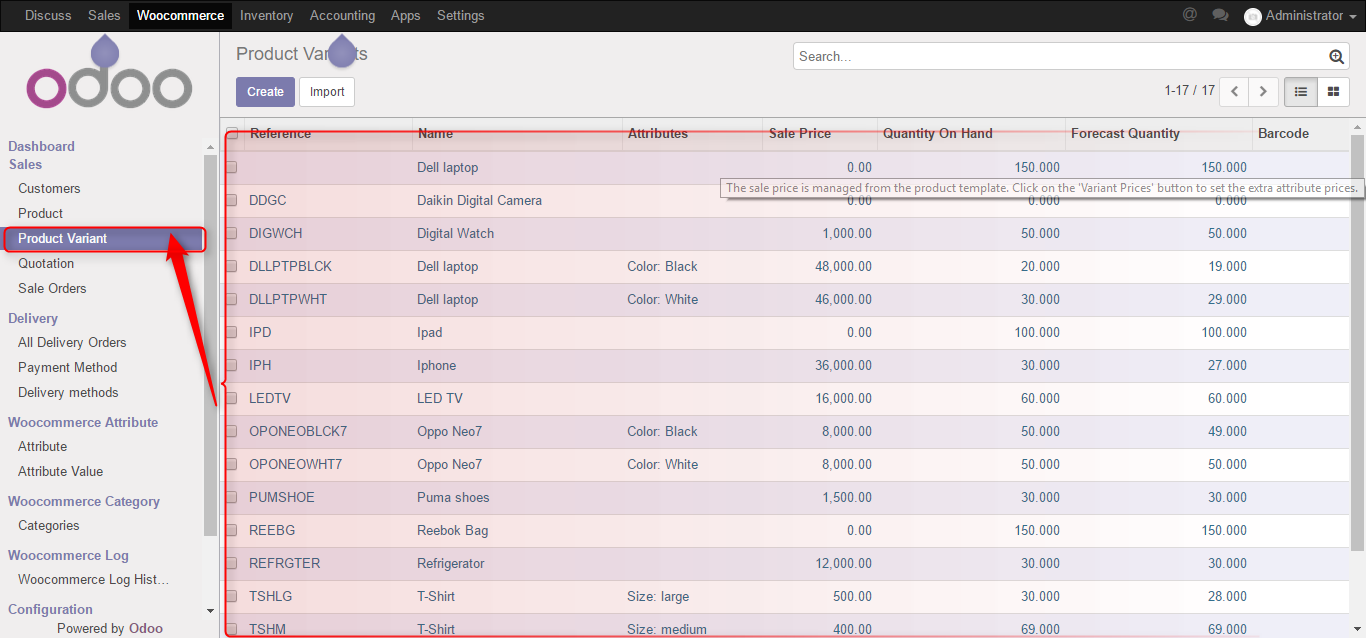 Discuss Sales Woocommerce Inventory Accounting Apps Settings @ Administrator
odoo
Dashboard
Sales
Customers
Product
Product Variant
Quotation
Sale Orders
Delivery
All Delivery Orders
Payment Method
Delivery methods
Woocommerce Attribute
Attribute
Attribute Value
Woocommerce Category
Categories
Woocommerce Log
Woocommerce Log Hist...
Configuration
Powered by Odoo
Product Variants
Search...
Create Import
1-17 / 17
Reference Name Attributes Sale Price Quantity On Hand Forecast Quantity Barcode
Dell laptop 0.00 150.000 150.000
The sale price is managed from the product template. Click on the 'Variant Prices' button to set the extra attribute prices.
DDGC Daikin Digital Camera 0.00 0.000 0.000
DIGWCH Digital Watch 1,000.00 50.000 50.000
DLLPTPBLCK Dell laptop Color: Black 48,000.00 20.000 19.000
DLLPTPWHT Dell laptop Color: White 46,000.00 30.000 29.000
IPD Ipad 0.00 100.000 100.000
IPH Iphone 36,000.00 30.000 27.000
LEDTV LED TV 16,000.00 60.000 60.000
OPONEOBLCK7 Oppo Neo7 Color: Black 8,000.00 50.000 49.000
OPONEOWHT7 Oppo Neo7 Color: White 8,000.00 50.000 50.000
PUMSHOE Puma shoes 1,500.00 30.000 30.000
REEBG Reebok Bag 0.00 150.000 150.000
REFRGTER Refrigerator 12,000.00 30.000 30.000
TSHLG T-Shirt Size: large 500.00 30.000 28.000
TSHM T-Shirt Size: medium 400.00 69.000 69.000